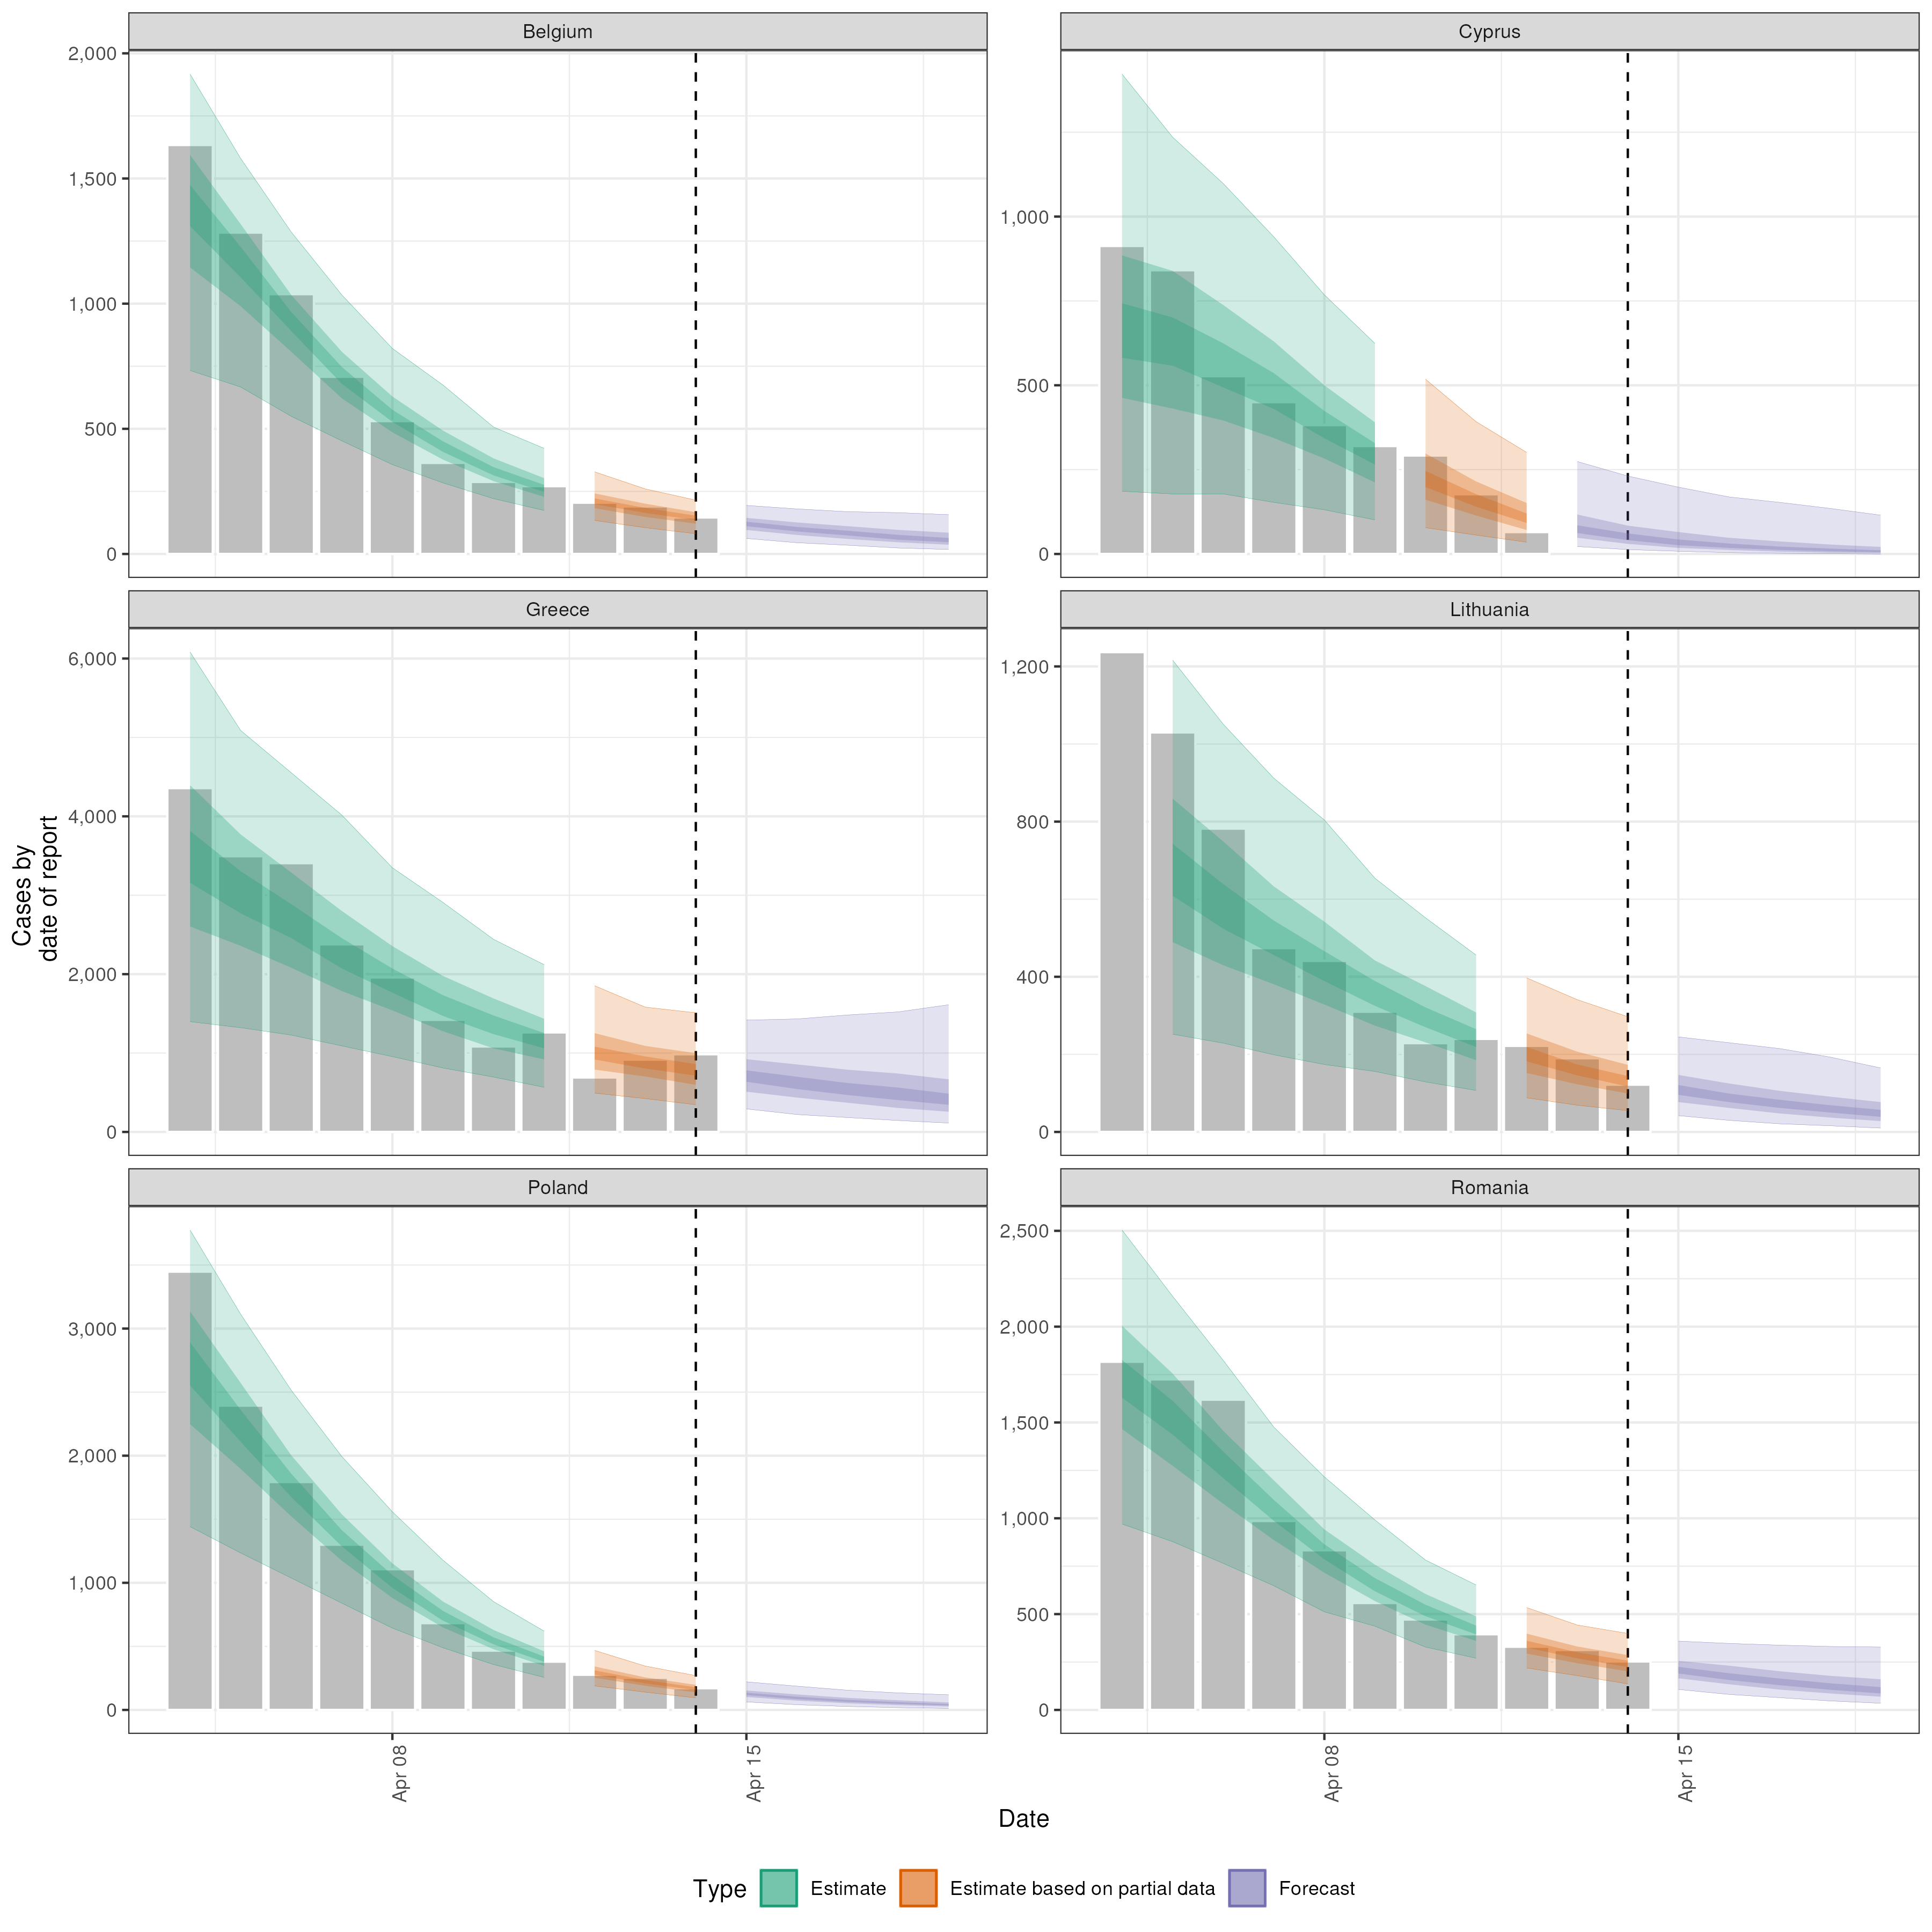 Belgium
Cyprus
2,000
1,500
1,000
500
0
1,000
500
0
Greece
Lithuania
6,000
4,000
2,000
0
1,200
800
400
0
Poland
Romania
3,000
2,000
1,000
0
2,500
2,000
1,500
1,000
500
0
Cases by
date of report
Apr 08
Apr 15
Apr 08
Apr 15
Date
Type
Estimate
Estimate based on partial data
Forecast